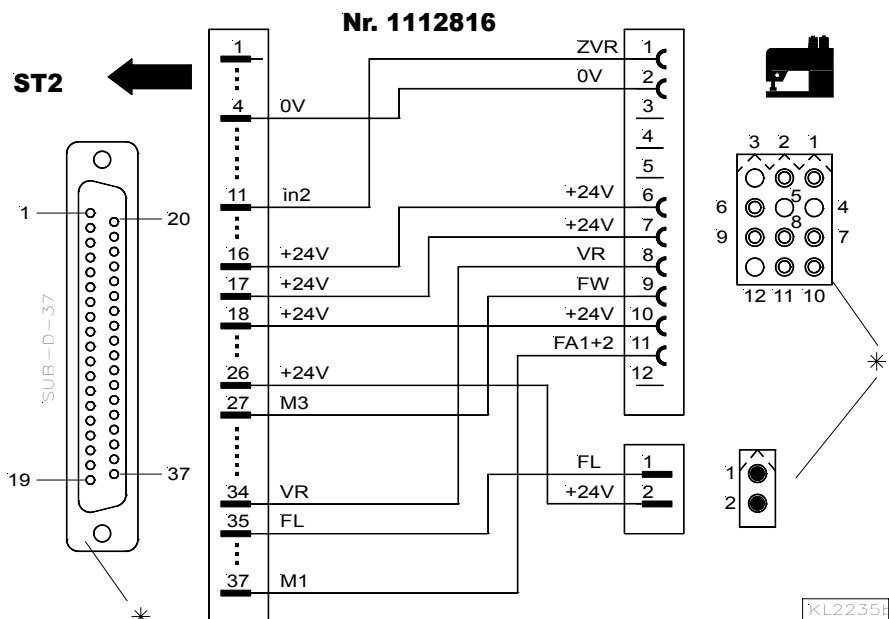 Nr. 1112816
ST2
1
4 0V
11 in2
16 +24V
17 +24V
18 +24V
26 +24V
27 M3
34 VR
35 FL
37 M1
ZVR 1
0V 2
3
4
5
+24V 6
+24V 7
VR 8
FW 9
+24V 10
FA1+2 11
12
FL 1
+24V 2
1
20
SUB-D-37
19
37
3 2 1
6 5 4
9 8 7
12 11 10
1
2